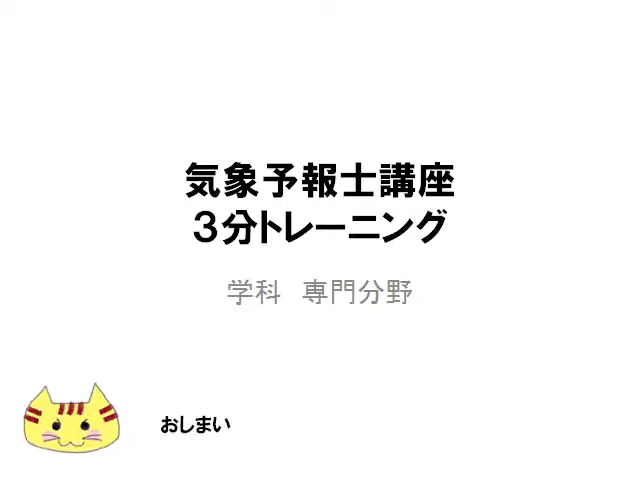 気象予報士講座
３分トレーニング
学科　専門分野
おしまい